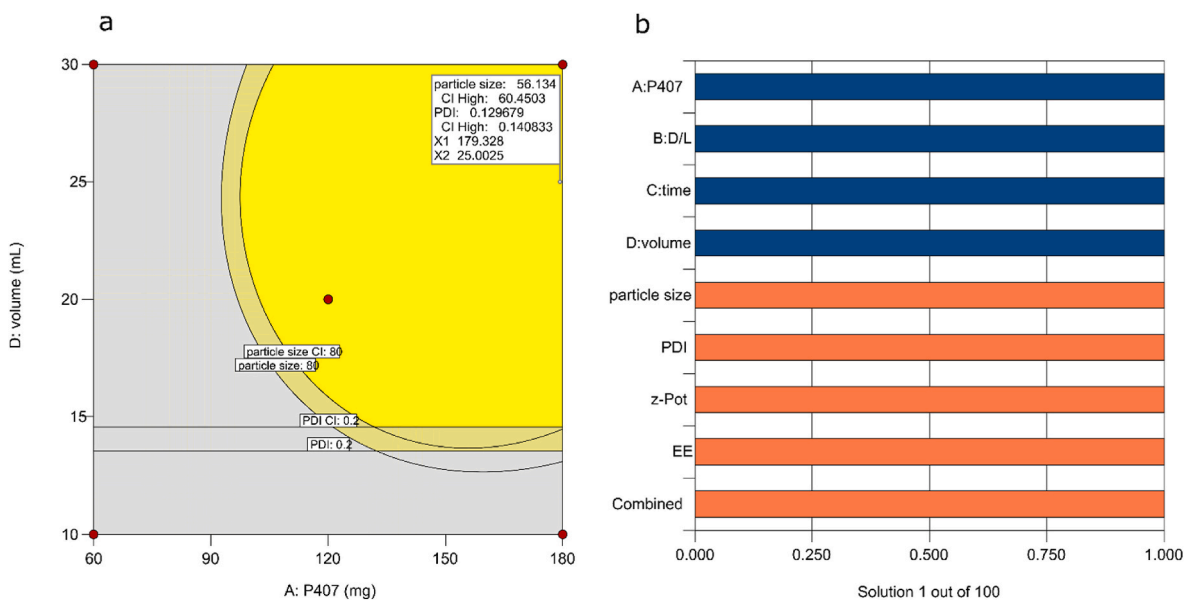 a
30
25
20
15
10
D: volume (mL)
particle size: 56.134
CI High: 60.4503
PDI: 0.129679
CI High: 0.140833
X1 179.328
X2 25.0025
particle size CI: 80
particle size: 80
PDI CI: 0.2
PDI: 0.2
60
90
120
150
180
A: P407 (mg)
b
A:P407
B:D/L
C:time
D:volume
particle size
PDI
z-Pot
EE
Combined
0.000
0.250
0.500
0.750
1.000
Solution 1 out of 100